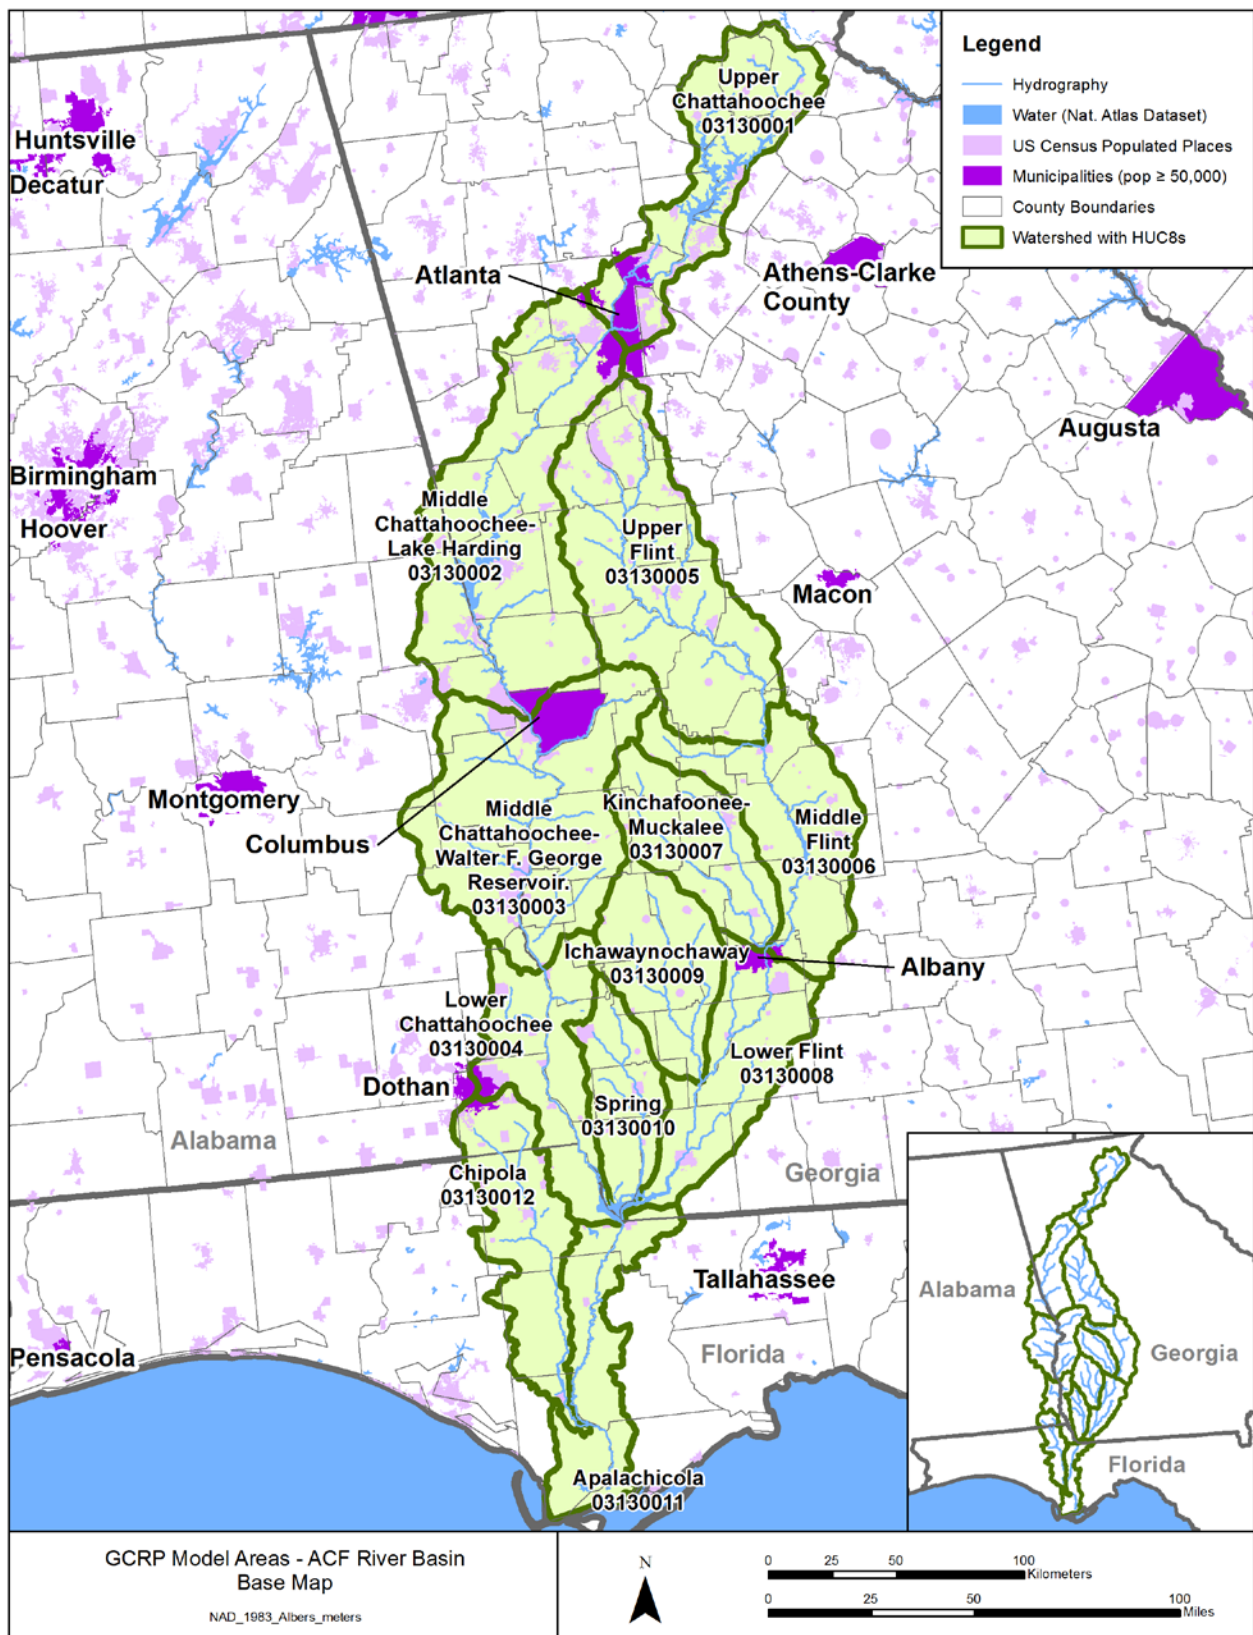 Legend
Hydrography
Water (Nat. Atlas Dataset)
US Census Populated Places
Municipalities (pop ≥ 50,000)
County Boundaries
Watershed with HUC8s
Upper
Chattahoochee
03130001
Huntsville
Decatur
Atlanta
Athens-Clarke
County
Augusta
Birmingham
Hoover
Middle
Chattahoochee-
Lake Harding
03130002
Upper
Flint
03130005
Macon
Montgomery
Columbus
Middle
Chattahoochee-
Walter F. George
Reservoir.
03130003
Kinchafoonee-
Muckalee
03130007
Middle
Flint
03130006
Ichawaynochaway
03130009
Albany
Lower
Chattahoochee
03130004
Lower Flint
03130008
Dothan
Spring
03130010
Alabama
Chipola
03130012
Georgia
Tallahassee
Pensacola
Florida
Apalachicola
03130011
Alabama
Georgia
Florida
GCRP Model Areas - ACF River Basin
Base Map
NAD_1983_Albers_meters
N
0 25 50 100
Kilometers
0 25 50 100
Miles